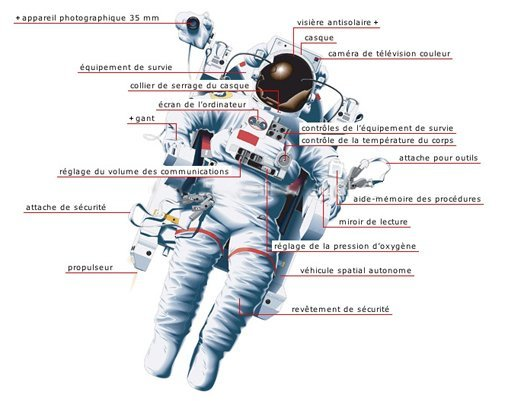 + appareil photographique 35 mm
visière antisolaire +
casque
caméra de télévision couleur
équipement de survie
collier de serrage du casque
écran de l'ordinateur
+ gant
contrôles de l'équipement de survie
contrôle de la température du corps
attache pour outils
réglage du volume des communications
aide-mémoire des procédures
attache de sécurité
miroir de lecture
réglage de la pression d'oxygène
propulseur
véhicule spatial autonome
revêtement de sécurité